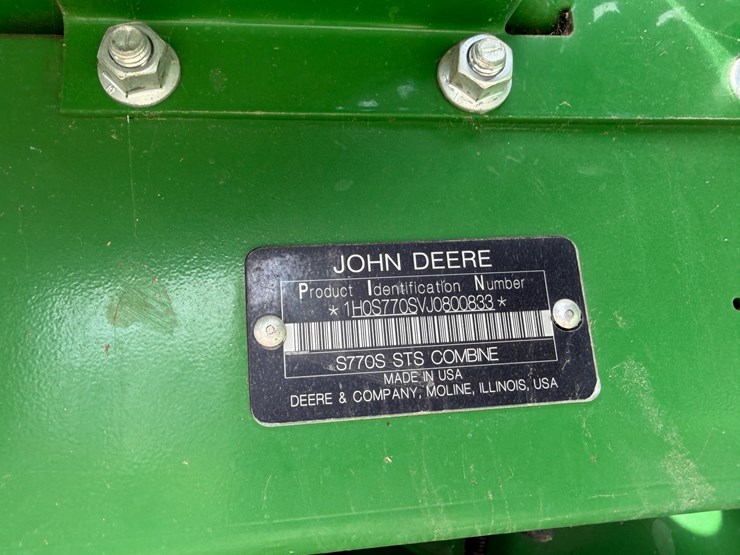 JOHN DEERE
Product Identification Number
*1H0S770SVJ0800833*
S770S STS COMBINE
MADE IN USA
DEERE & COMPANY, MOLINE, ILLINOIS, USA